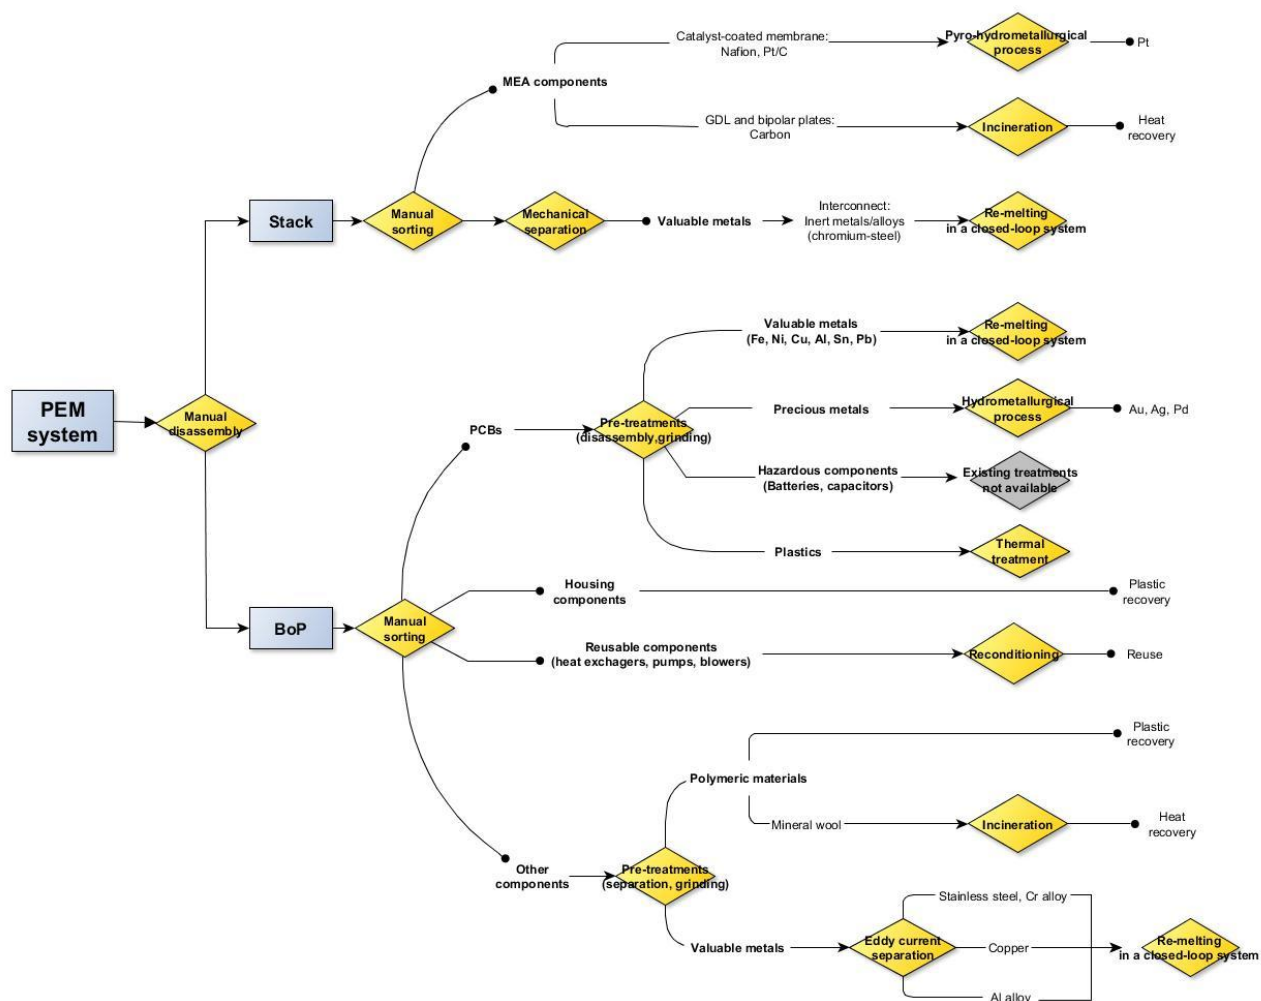 Catalyst-coated membrane:
Nafion, Pt/C
Pyro-hydrometallurgical
process
Pt
MEA components
GDL and bipolar plates:
Carbon
Incineration
Heat
recovery
Stack
Manual
sorting
Mechanical
separation
Valuable metals
Interconnect:
Inert metals/alloys
(chromium-steel)
Re-melting
in a closed-loop system
PEM
system
Manual
disassembly
Valuable metals
(Fe, Ni, Cu, Al, Sn, Pb)
Re-melting
in a closed-loop system
PCBs
Pre-treatments
(disassembly,grinding)
Precious metals
Hydrometallurgical
process
Au, Ag, Pd
Hazardous components
(Batteries, capacitors)
Existing treatments
not available
Plastics
Thermal
treatment
BoP
Manual
sorting
Housing
components
Plastic
recovery
Reusable components
(heat exchagers, pumps, blowers)
Reconditioning
Reuse
Other
components
Pre-treatments
(separation, grinding)
Polymeric materials
Plastic
recovery
Mineral wool
Incineration
Heat
recovery
Valuable metals
Eddy current
separation
Stainless steel, Cr alloy
Copper
Al alloy
Re-melting
in a closed-loop system